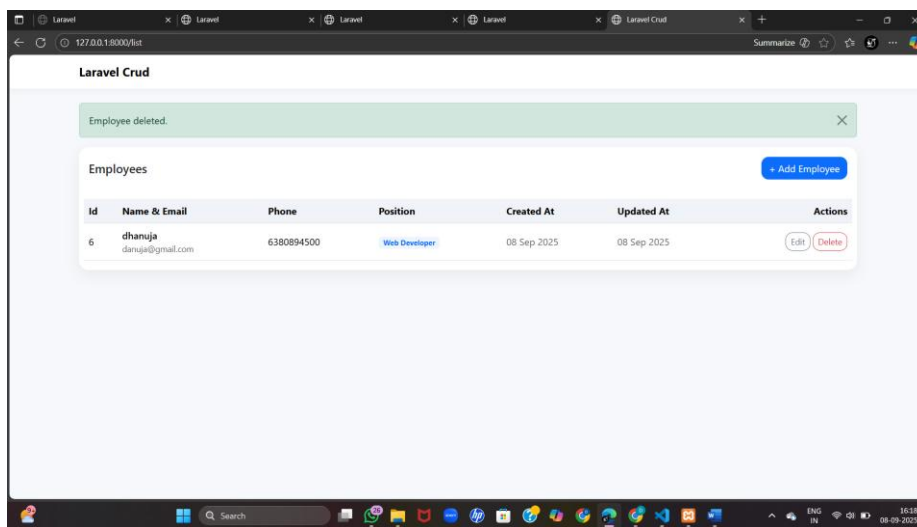 Laravel
Laravel
Laravel
Laravel
Laravel Crud
127.0.0.1:8000/list
Summarize
Laravel Crud
Employee deleted.
Employees
+ Add Employee
Id Name & Email Phone Position Created At Updated At Actions
6 dhanuja 6380894500 Web Developer 08 Sep 2025 08 Sep 2025 Edit Delete
danuja@gmail.com
Search
ENG 16:18
IN 08-09-2025